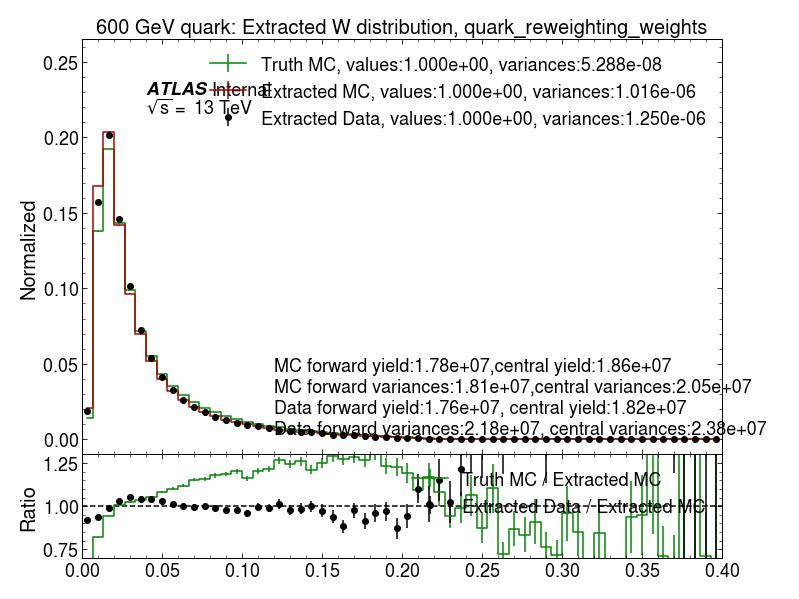 600 GeV quark: Extracted W distribution, quark_reweighting_weights
0.25
0.20
0.15
0.10
0.05
0.00
Normalized
Truth MC, values:1.000e+00, variances:5.288e-08
ATLAS Internal
Extracted MC, values:1.000e+00, variances:1.016e-06
√s = 13 TeV
Extracted Data, values:1.000e+00, variances:1.250e-06
MC forward yield:1.78e+07,central yield:1.86e+07
MC forward variances:1.81e+07,central variances:2.05e+07
Data forward yield:1.76e+07, central yield:1.82e+07
Data forward variances:2.18e+07, central variances:2.38e+07
1.25
1.00
0.75
Ratio
Truth MC / Extracted MC
Extracted Data / Extracted MC
0.00 0.05 0.10 0.15 0.20 0.25 0.30 0.35 0.40